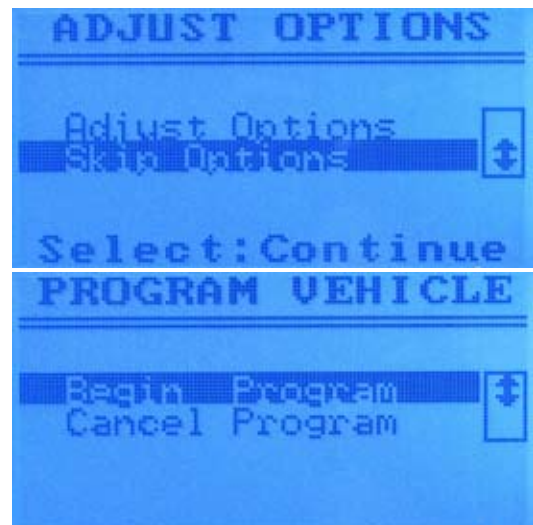 ADJUST OPTIONS
Adjust Options
Skip Options
Select:Continue
PROGRAM VEHICLE
Begin Program
Cancel Program